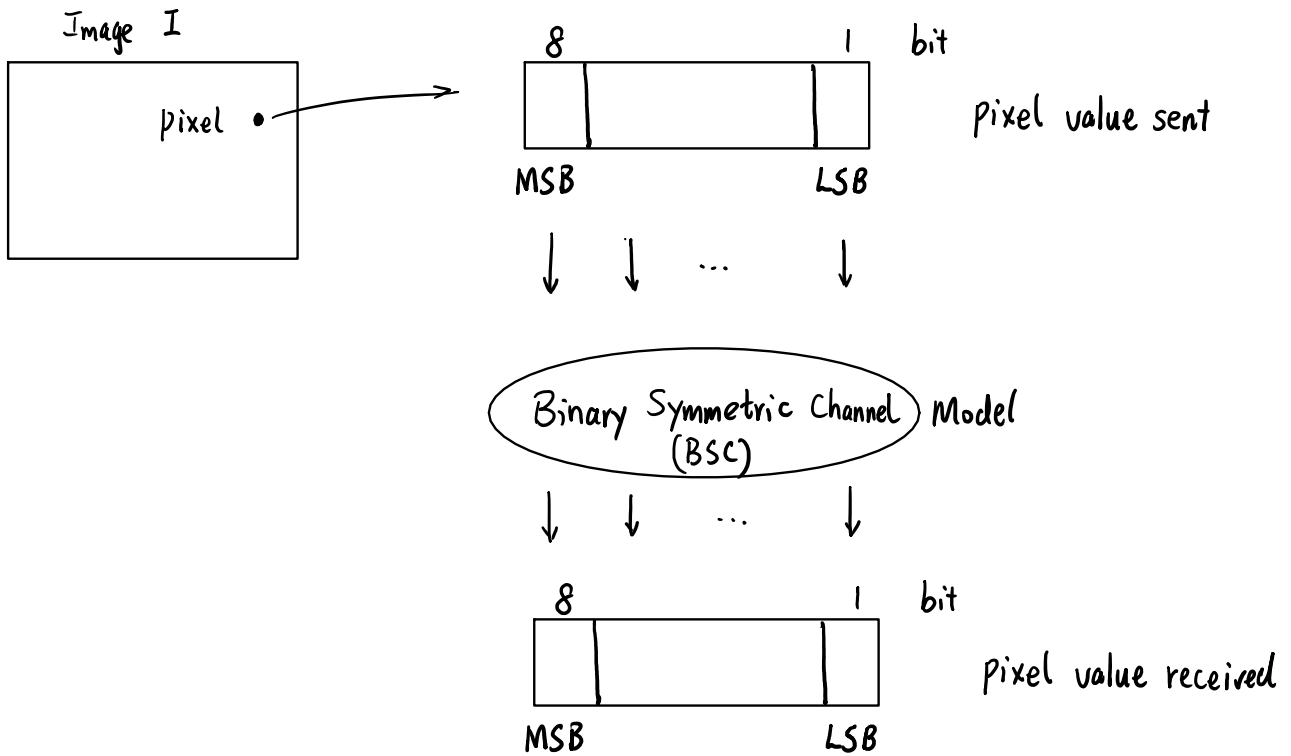 Image I
pixel
8 1 bit
pixel value sent
MSB LSB
...
Binary Symmetric Channel Model
(BSC)
...
8 1 bit
pixel value received
MSB LSB